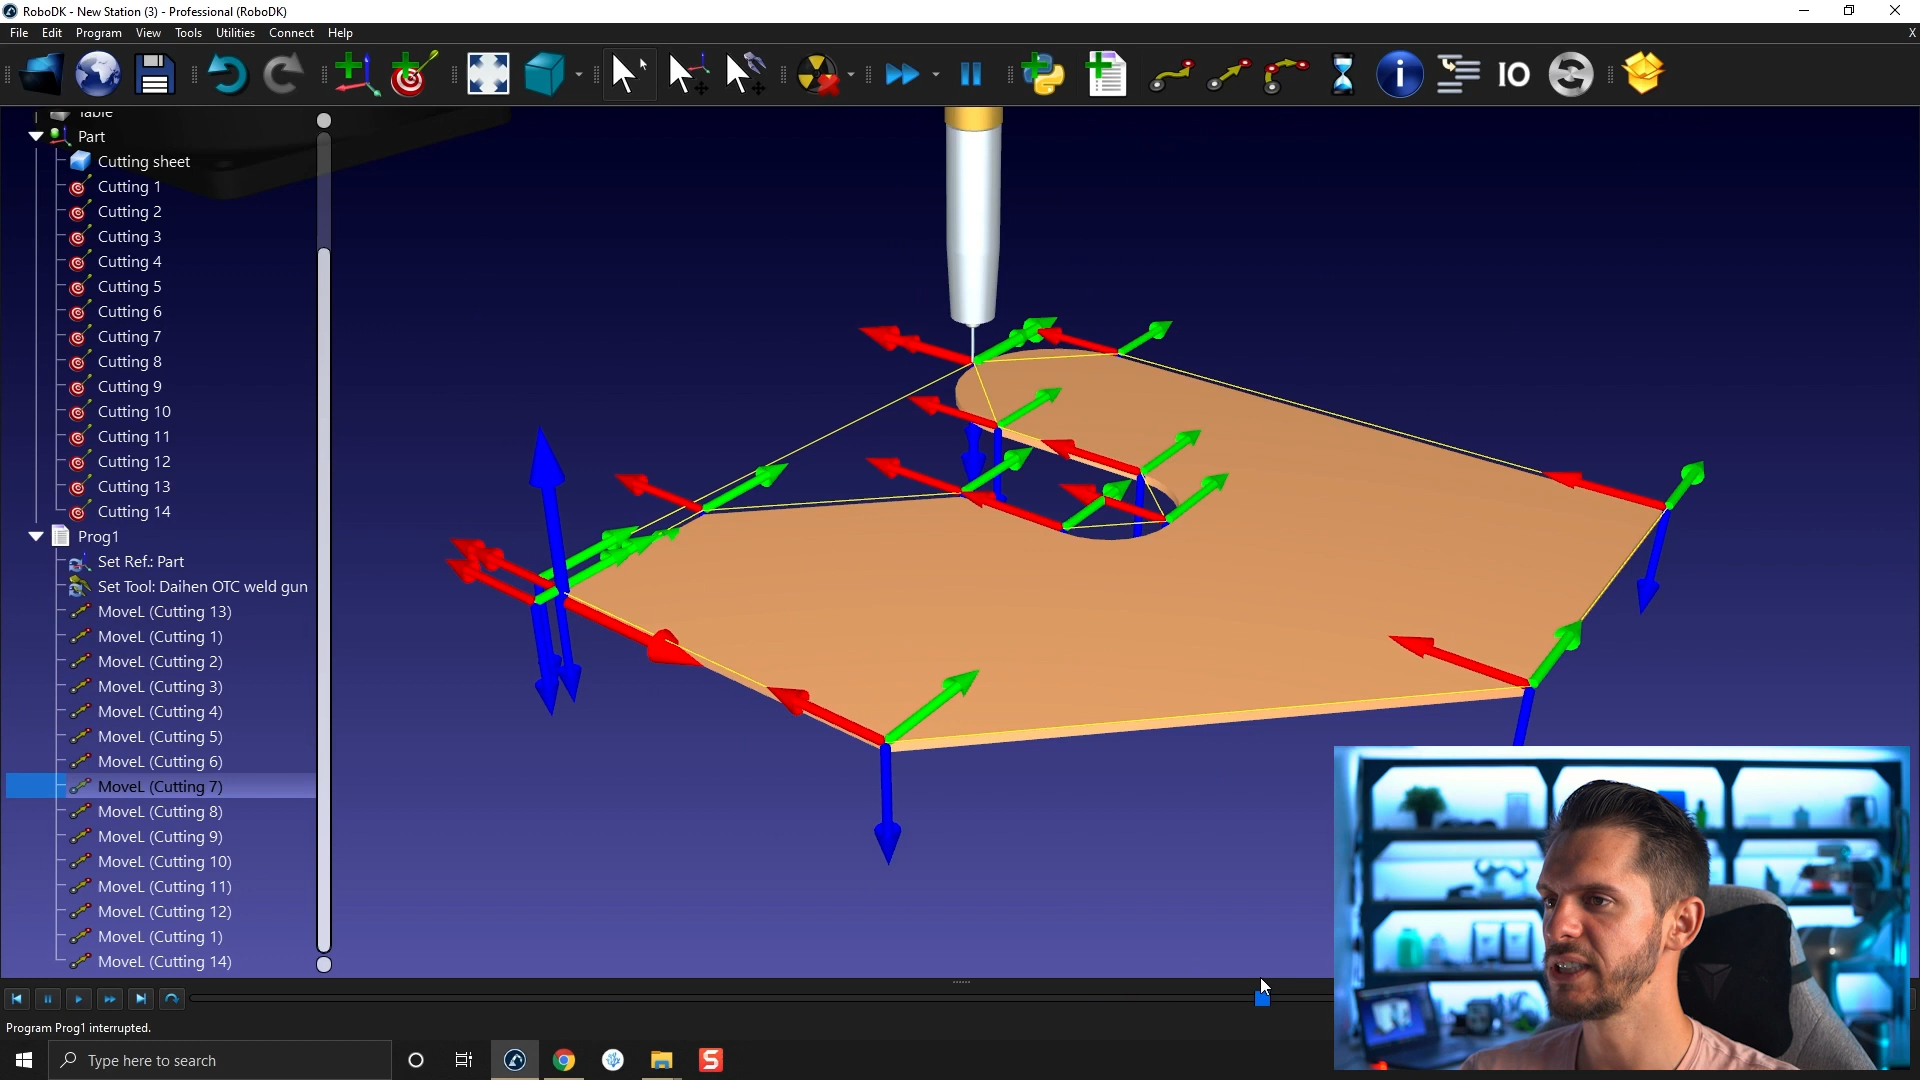 RoboDK - New Station (3) - Professional (RoboDK)
File Edit Program View Tools Utilities Connect Help X
IO
Table
Part
Cutting sheet
Cutting 1
Cutting 2
Cutting 3
Cutting 4
Cutting 5
Cutting 6
Cutting 7
Cutting 8
Cutting 9
Cutting 10
Cutting 11
Cutting 12
Cutting 13
Cutting 14
Prog1
Set Ref.: Part
Set Tool: Daihen OTC weld gun
MoveL (Cutting 13)
MoveL (Cutting 1)
MoveL (Cutting 2)
MoveL (Cutting 3)
MoveL (Cutting 4)
MoveL (Cutting 5)
MoveL (Cutting 6)
MoveL (Cutting 7)
MoveL (Cutting 8)
MoveL (Cutting 9)
MoveL (Cutting 10)
MoveL (Cutting 11)
MoveL (Cutting 12)
MoveL (Cutting 1)
MoveL (Cutting 14)
Program Prog1 interrupted.
Type here to search
S